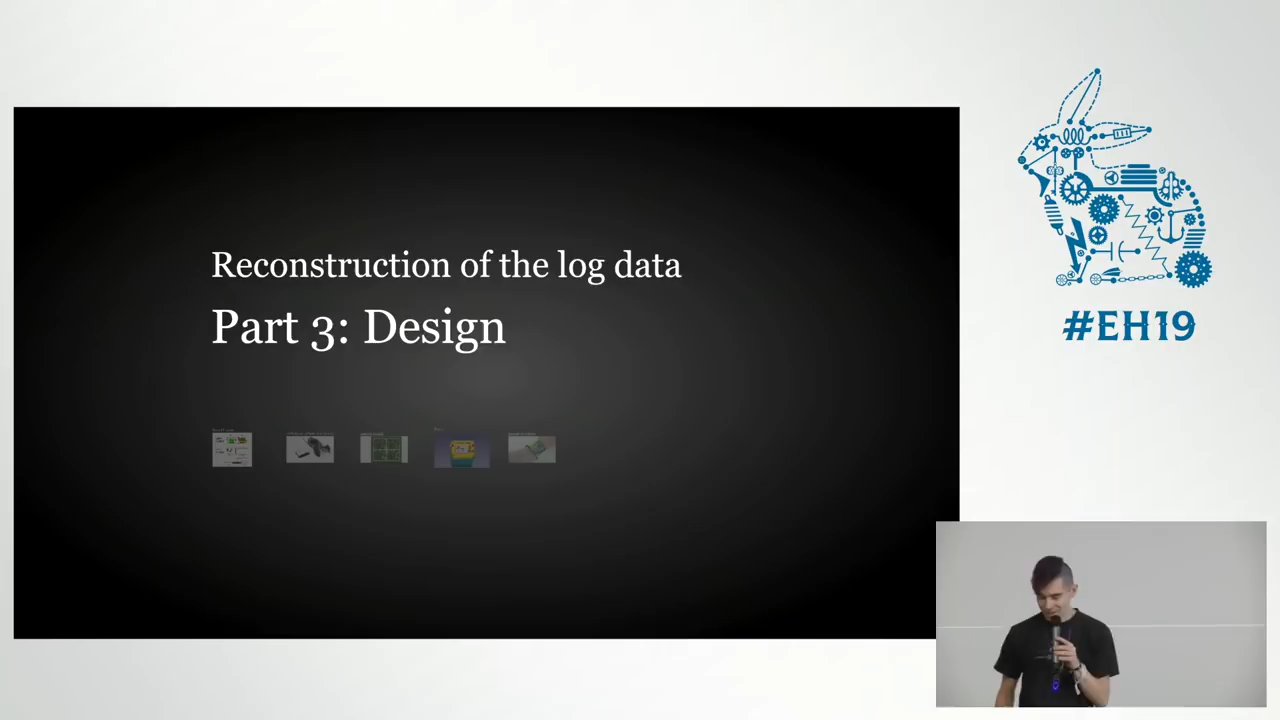 Reconstruction of the log data
Part 3: Design
#EH19